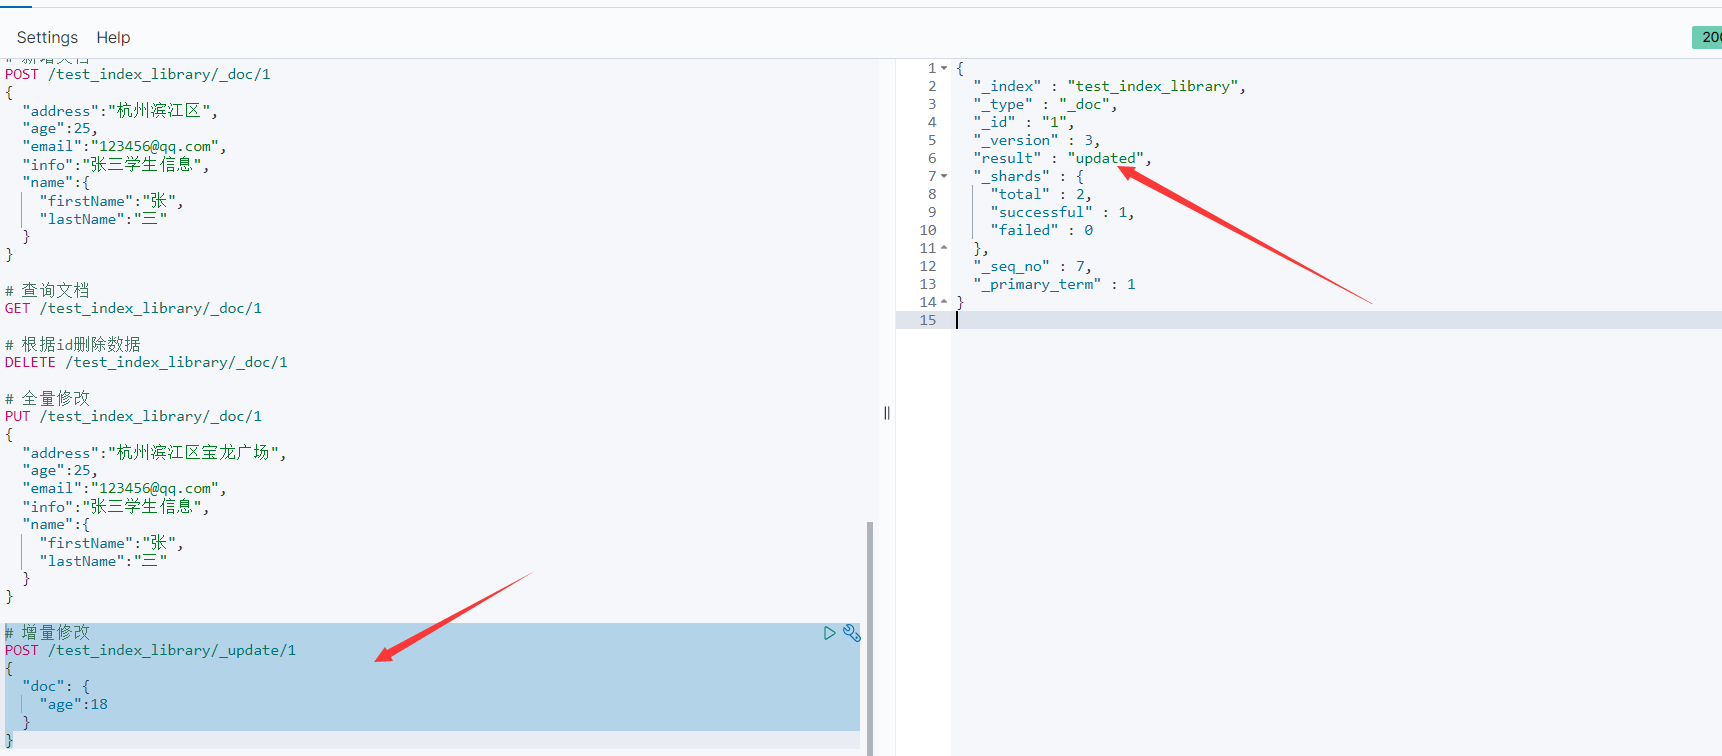 Settings Help
200
# 新增文档
POST /test_index_library/_doc/1
{
  "address":"杭州滨江区",
  "age":25,
  "email":"123456@qq.com",
  "info":"张三学生信息",
  "name":{
    "firstName":"张",
    "lastName":"三"
  }
}
# 查询文档
GET /test_index_library/_doc/1
# 根据id删除数据
DELETE /test_index_library/_doc/1
# 全量修改
PUT /test_index_library/_doc/1
{
  "address":"杭州滨江区宝龙广场",
  "age":25,
  "email":"123456@qq.com",
  "info":"张三学生信息",
  "name":{
    "firstName":"张",
    "lastName":"三"
  }
}
# 增量修改
POST /test_index_library/_update/1
{
  "doc": {
    "age":18
  }
}
1 {
2   "_index" : "test_index_library",
3   "_type" : "_doc",
4   "_id" : "1",
5   "_version" : 3,
6   "result" : "updated",
7   "_shards" : {
8     "total" : 2,
9     "successful" : 1,
10     "failed" : 0
11   },
12   "_seq_no" : 7,
13   "_primary_term" : 1
14 }
15